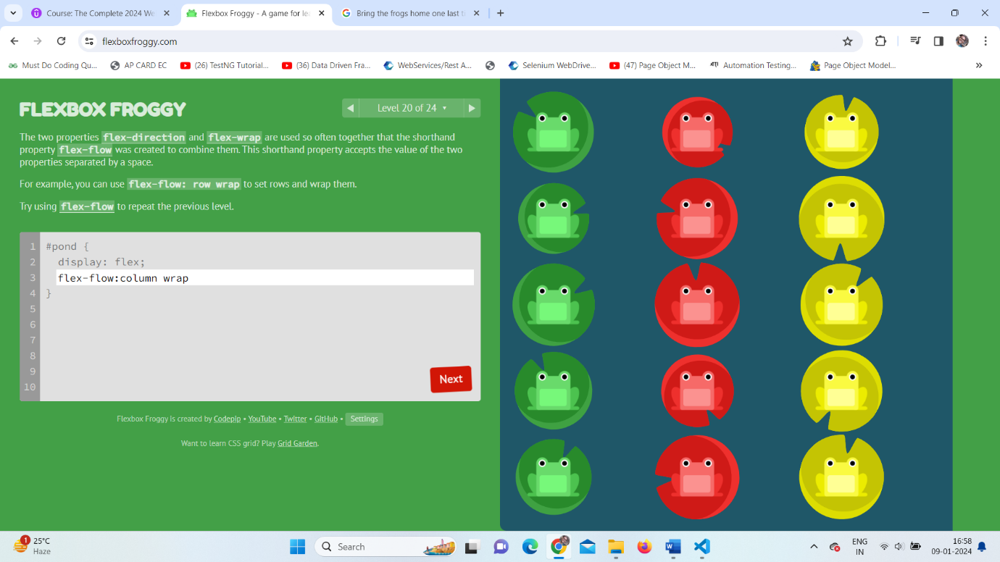 Course: The Complete 2024 We
Flexbox Froggy - A game for lea
Bring the frogs home one last t
flexboxfroggy.com
Must Do Coding Qu...
AP CARD EC
(26) TestNG Tutorial...
(36) Data Driven Fra...
WebServices/Rest A...
Selenium WebDrive...
(47) Page Object M...
Automation Testing...
Page Object Model...
»
FLEXBOX FROGGY
Level 20 of 24
The two properties flex-direction and flex-wrap are used so often together that the shorthand
property flex-flow was created to combine them. This shorthand property accepts the value of the two
properties separated by a space.
For example, you can use flex-flow: row wrap to set rows and wrap them.
Try using flex-flow to repeat the previous level.
1 #pond {
2 display: flex;
3 flex-flow:column wrap
4 }
5
6
7
8
9
10
Next
Flexbox Froggy is created by Codepip • YouTube • Twitter • GitHub • Settings
Want to learn CSS grid? Play Grid Garden.
1
25°C
Haze
Search
ENG
IN
16:58
09-01-2024